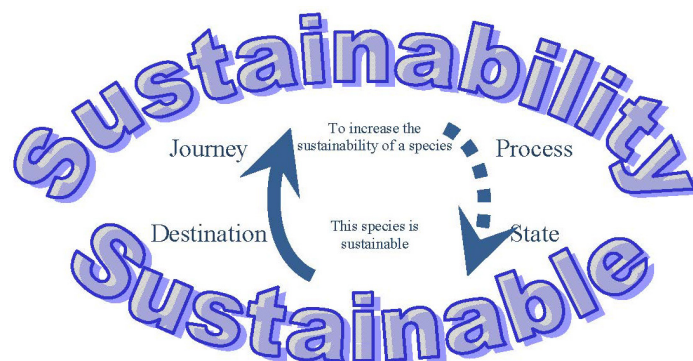 Sustainability
To increase the
sustainability of a species
Journey
Process
Destination
This species is
sustainable
State
Sustainable